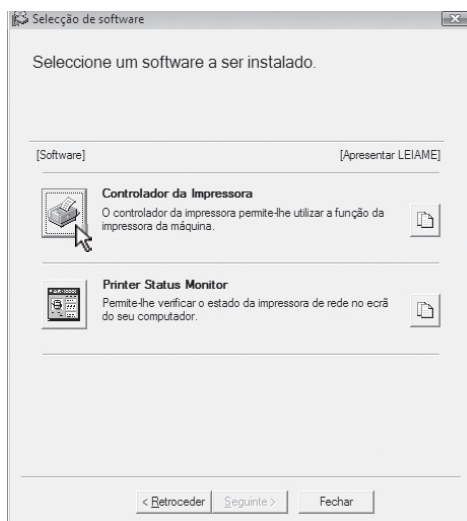 Selecção de software
Seleccione um software a ser instalado.
[Software] [Apresentar LEIAME]
Controlador da Impressora
O controlador da impressora permite-lhe utilizar a função da
impressora da máquina.
Printer Status Monitor
Permite-lhe verificar o estado da impressora de rede no ecrã
do seu computador.
< Retroceder Seguinte > Fechar